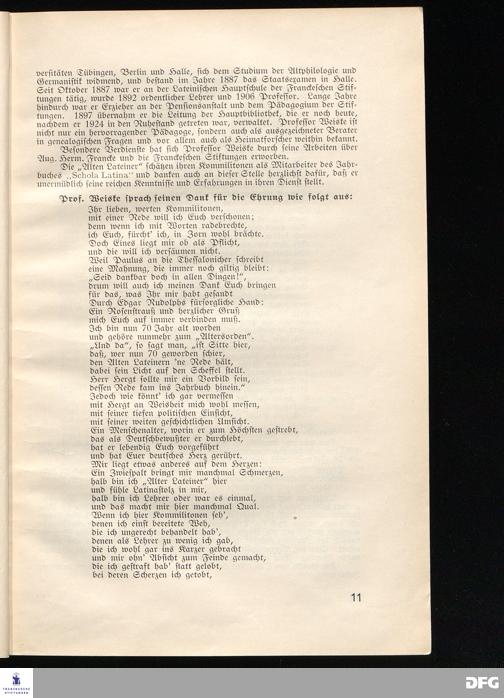 versitäten Tübingen, Berlin und Halle, sich dem Studium der Altphilologie und
Germanistik widmend, und bestand im Jahre 1887 das Staatsexamen in Halle.
Seit Oktober 1887 war er an der Lateinischen Hauptschule der Franckeschen Stif-
tungen tätig, wurde 1892 ordentlicher Lehrer und 1906 Professor. Lange Jahre
hindurch war er Erzieher an der Pensionsanstalt und dem Pädagogium der Stif-
tungen. 1897 übernahm er die Leitung der Hauptbibliothek, die er noch heute,
nachdem er 1924 in den Ruhestand getreten war, verwaltet. Professor Weiske ist
nicht nur ein hervorragender Pädagoge, sondern auch als ausgezeichneter Berater
in genealogischen Fragen und vor allem auch als Heimatforscher weithin bekannt.
Besondere Verdienste hat sich Professor Weiske durch seine Arbeiten über
Aug. Herm. Francke und die Franckeschen Stiftungen erworben.
Die „Alten Lateiner“ schätzen ihren Kommilitonen als Mitarbeiter des Jahr-
buches „Schola Latina“ und danken auch an dieser Stelle herzlichst dafür, daß er
unermüdlich seine reichen Kenntnisse und Erfahrungen in ihren Dienst stellt.
Prof. Weiske sprach seinen Dank für die Ehrung wie folgt aus:
Ihr lieben, werten Kommilitonen,
mit einer Rede will ich Euch verschonen;
denn wenn ich mit Worten radebrechte,
ich Euch, fürcht' ich, in Zorn wohl brächte.
Doch Eines liegt mir ob als Pflicht,
und die will ich versäumen nicht.
Weil Paulus an die Thessalonicher schreibt
eine Mahnung, die immer noch giltig bleibt:
„Seid dankbar doch in allen Dingen!“,
drum will auch ich meinen Dank Euch bringen
für das, was Ihr mir habt gesandt
Durch Edgar Rudolphs fürsorgliche Hand:
Ein Rosenstrauß und herzlicher Gruß
mich Euch auf immer verbinden muß.
Ich bin nun 70 Jahr alt worden
und gehöre nunmehr zum „Altersorden“.
„Und da“, so sagt man, „ist Sitte hier,
daß, wer nun 70 geworden schier,
den Alten Lateinern 'ne Rede hält,
dabei sein Licht auf den Scheffel stellt.
Herr Hergt sollte mir ein Vorbild sein,
dessen Rede kam ins Jahrbuch hinein.“
Jedoch wie könnt' ich gar vermessen
mit Hergt an Weisheit mich wohl messen,
mit seiner tiefen politischen Einsicht,
mit seiner weiten geschichtlichen Umsicht.
Ein Menschenalter, worin er zum Höchsten gestrebt,
das als Deutschbewußter er durchlebt,
hat er lebendig Euch vorgeführt
und hat Euer deutsches Herz gerührt.
Mir liegt etwas anderes auf dem Herzen:
Ein Zwiespalt bringt mir manchmal Schmerzen,
halb bin ich „Alter Lateiner“ hier
und fühle Latinastolz in mir,
halb bin ich Lehrer oder war es einmal,
und das macht mir hier manchmal Qual.
Wenn ich hier Kommilitonen seh',
denen ich einst bereitete Weh,
die ich ungerecht behandelt hab',
denen als Lehrer zu wenig ich gab,
die ich wohl gar ins Karzer gebracht
und mir ohn' Absicht zum Feinde gemacht,
die ich gestraft hab' statt gelobt,
bei deren Scherzen ich getobt,
11
FRANCKESCHE
STIFTUNGEN
DFG